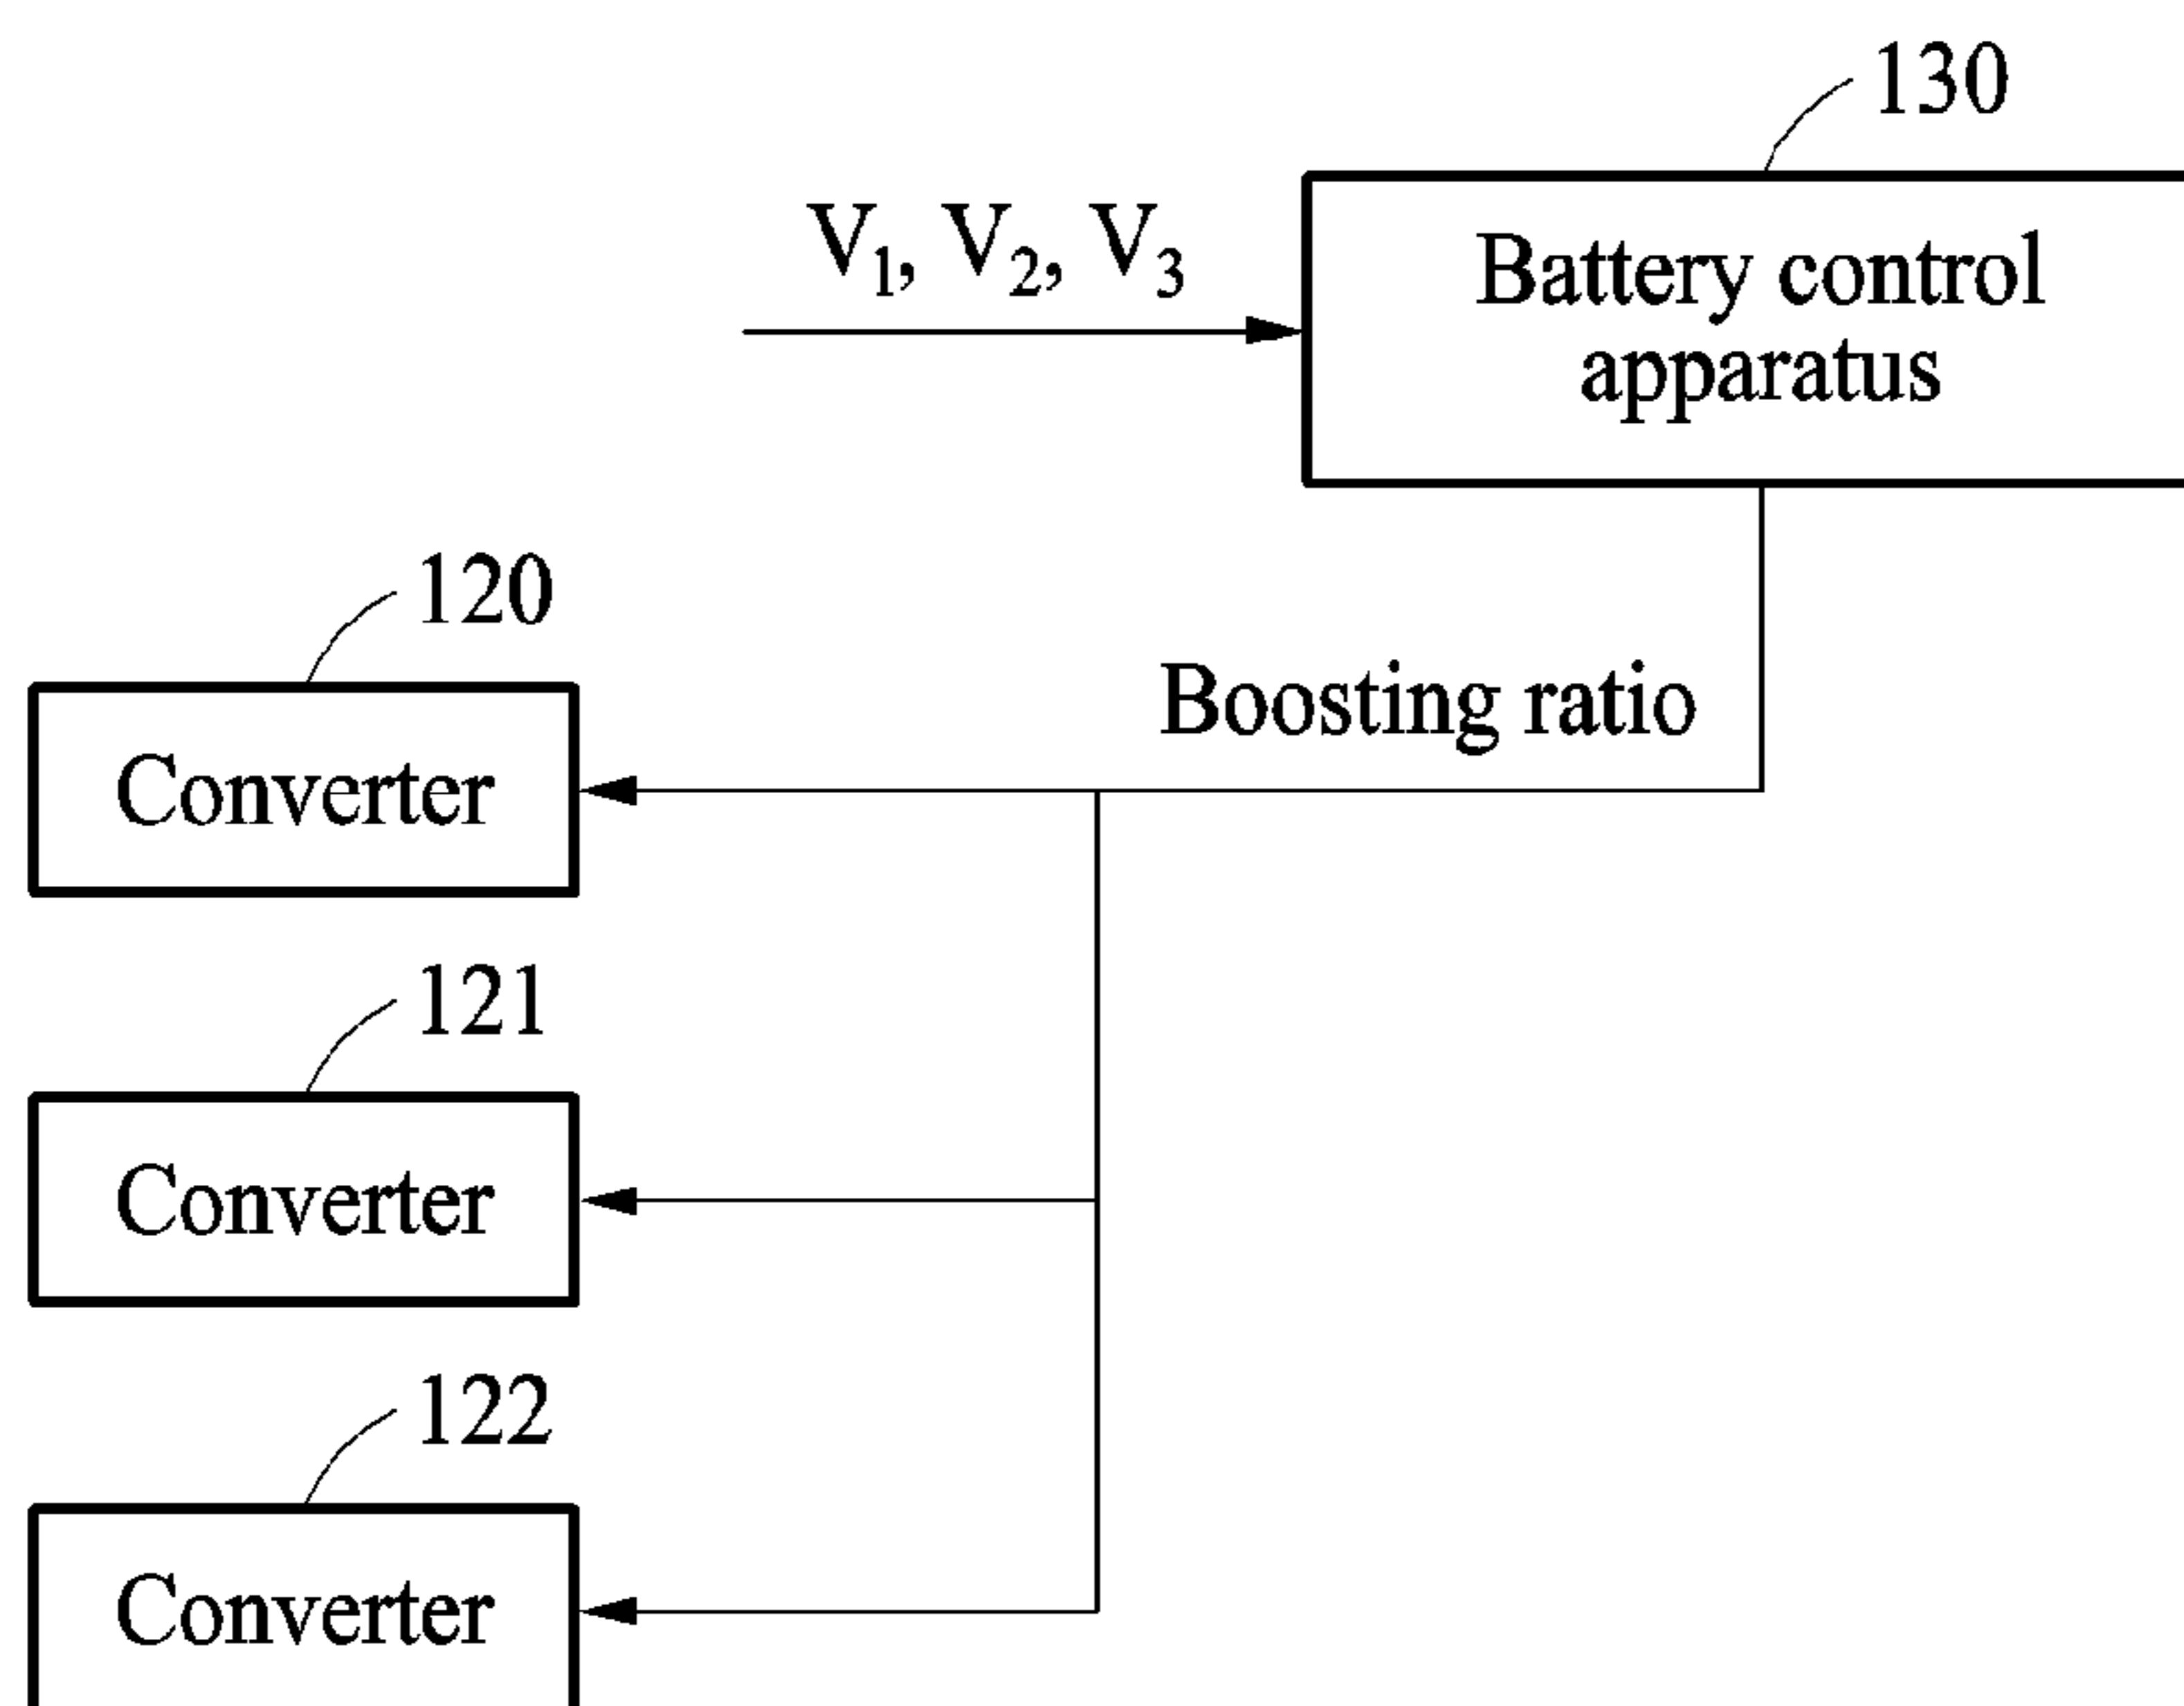 130
V1, V2, V3
Battery control
apparatus
120
Boosting ratio
Converter
121
Converter
122
Converter